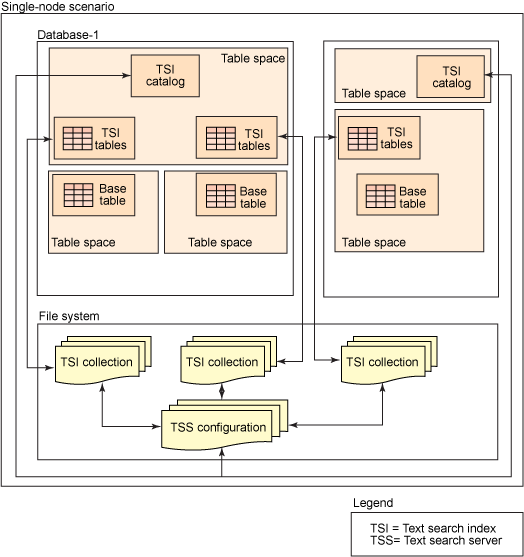 Single-node scenario
Database-1
Table space
TSI
catalog
TSI
tables
TSI
tables
Base
table
Table space
Base
table
Table space
TSI
catalog
Table space
TSI
tables
Base
table
Table space
File system
TSI collection
TSI collection
TSI collection
TSS configuration
Legend
TSI = Text search index
TSS= Text search server